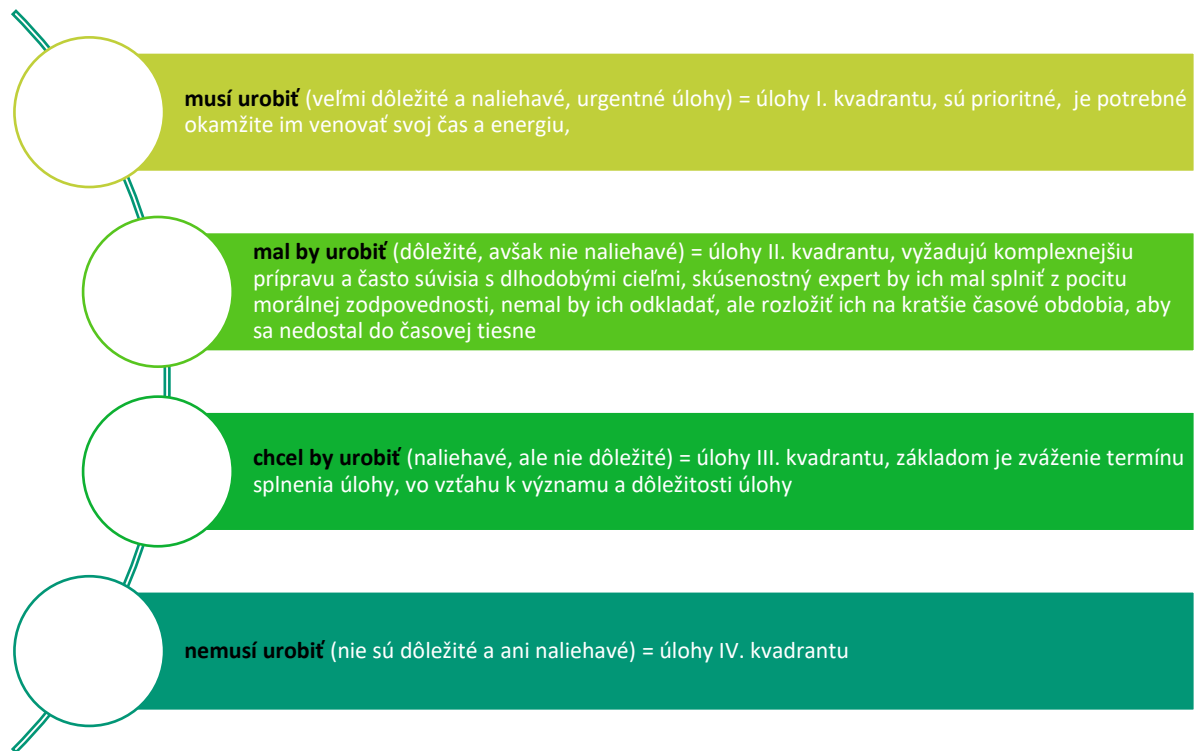 musí urobiť (veľmi dôležité a naliehavé, urgentné úlohy) = úlohy I. kvadrantu, sú prioritné, je potrebné
okamžite im venovať svoj čas a energiu,
mal by urobiť (dôležité, avšak nie naliehavé) = úlohy II. kvadrantu, vyžadujú komplexnejšiu
prípravu a často súvisia s dlhodobými cieľmi, skúsenostný expert by ich mal splniť z pocitu
morálnej zodpovednosti, nemal by ich odkladať, ale rozložiť ich na kratšie časové obdobia, aby
sa nedostal do časovej tiesne
chcel by urobiť (naliehavé, ale nie dôležité) = úlohy III. kvadrantu, základom je zváženie termínu
splnenia úlohy, vo vzťahu k významu a dôležitosti úlohy
nemusí urobiť (nie sú dôležité a ani naliehavé) = úlohy IV. kvadrantu